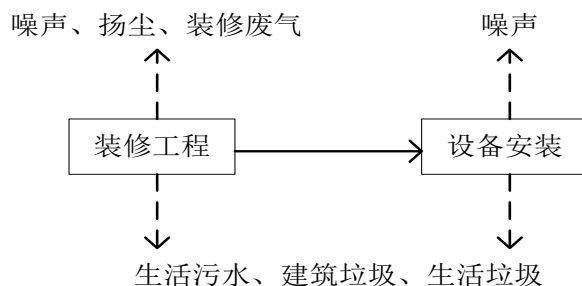 噪声、扬尘、装修废气
噪声
装修工程
设备安装
生活污水、建筑垃圾、生活垃圾